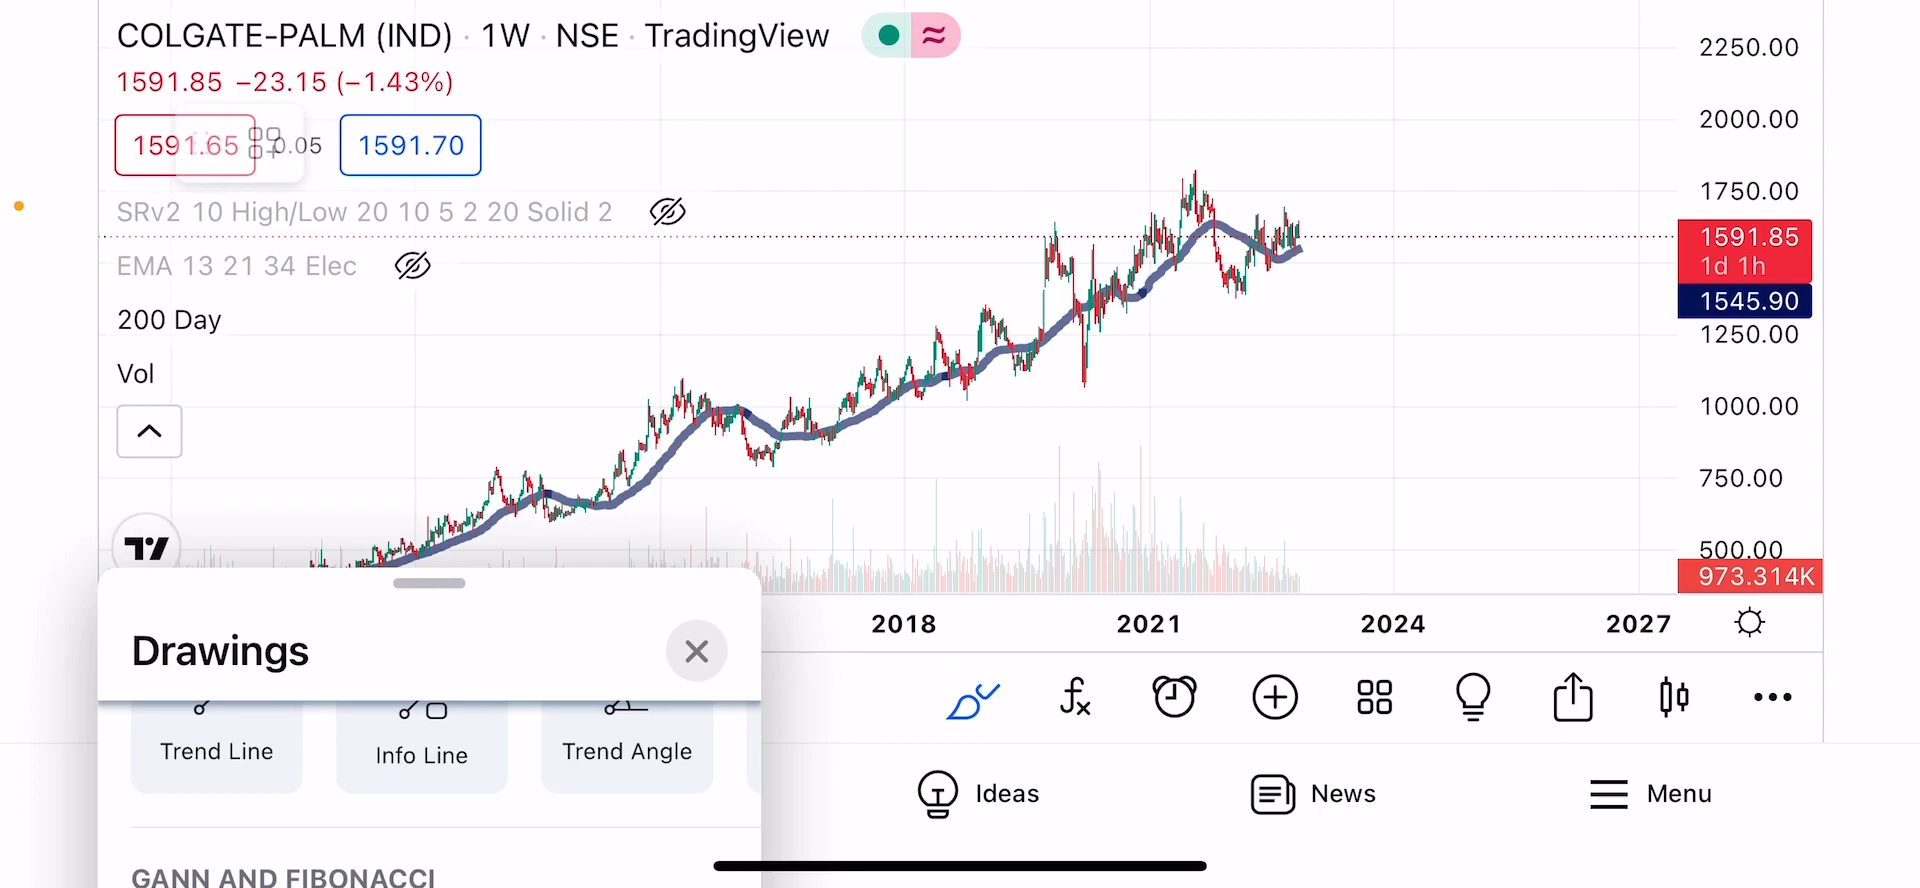 COLGATE-PALM (IND) · 1W · NSE · TradingView
1591.85 −23.15 (−1.43%)
1591.65 0.05 1591.70
SRv2 10 High/Low 20 10 5 2 20 Solid 2
EMA 13 21 34 Elec
200 Day
Vol
2250.00
2000.00
1750.00
1591.85
1d 1h
1545.90
1250.00
1000.00
750.00
500.00
973.314K
2018 2021 2024 2027
Drawings
Trend Line Info Line Trend Angle
GANN AND FIBONACCI
Ideas News Menu